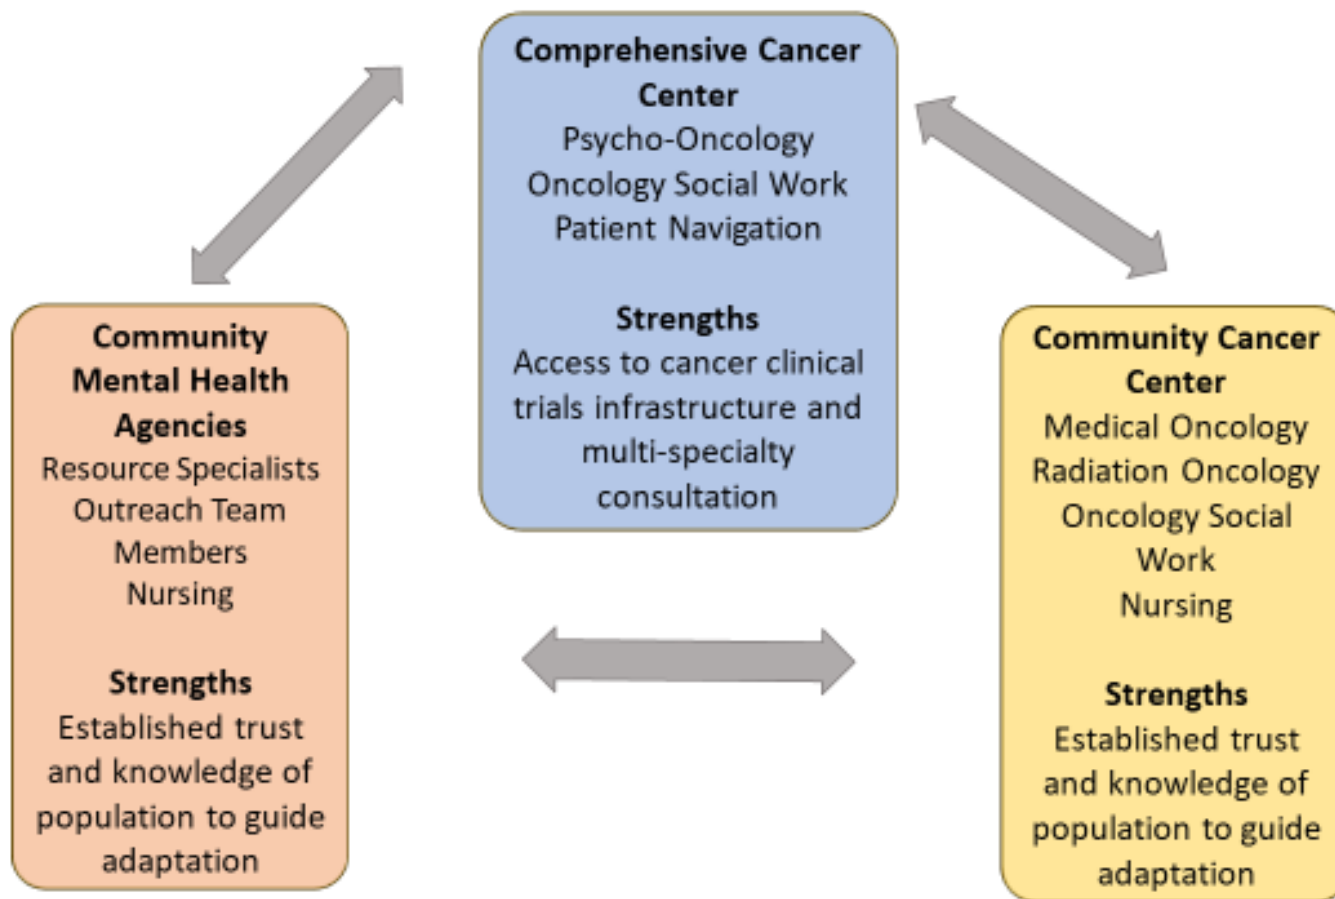 Comprehensive Cancer
Center
Psycho-Oncology
Oncology Social Work
Patient Navigation
Strengths
Access to cancer clinical
trials infrastructure and
multi-specialty
consultation
Community
Mental Health
Agencies
Resource Specialists
Outreach Team
Members
Nursing
Strengths
Established trust
and knowledge of
population to guide
adaptation
Community Cancer
Center
Medical Oncology
Radiation Oncology
Oncology Social
Work
Nursing
Strengths
Established trust
and knowledge of
population to guide
adaptation